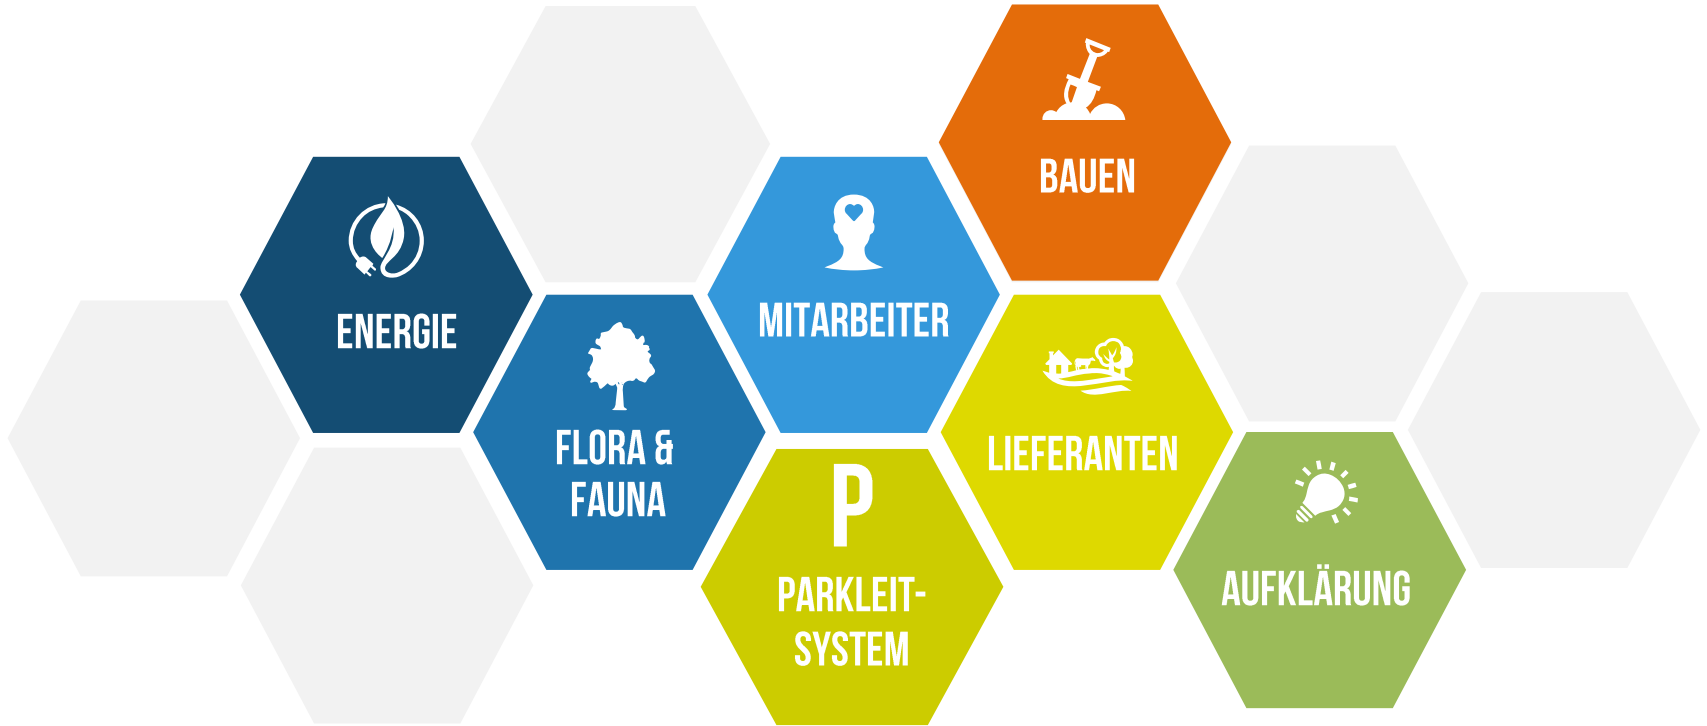 ENERGIE
FLORA &
FAUNA
MITARBEITER
P
PARKLEIT-
SYSTEM
BAUEN
LIEFERANTEN
AUFKLÄRUNG